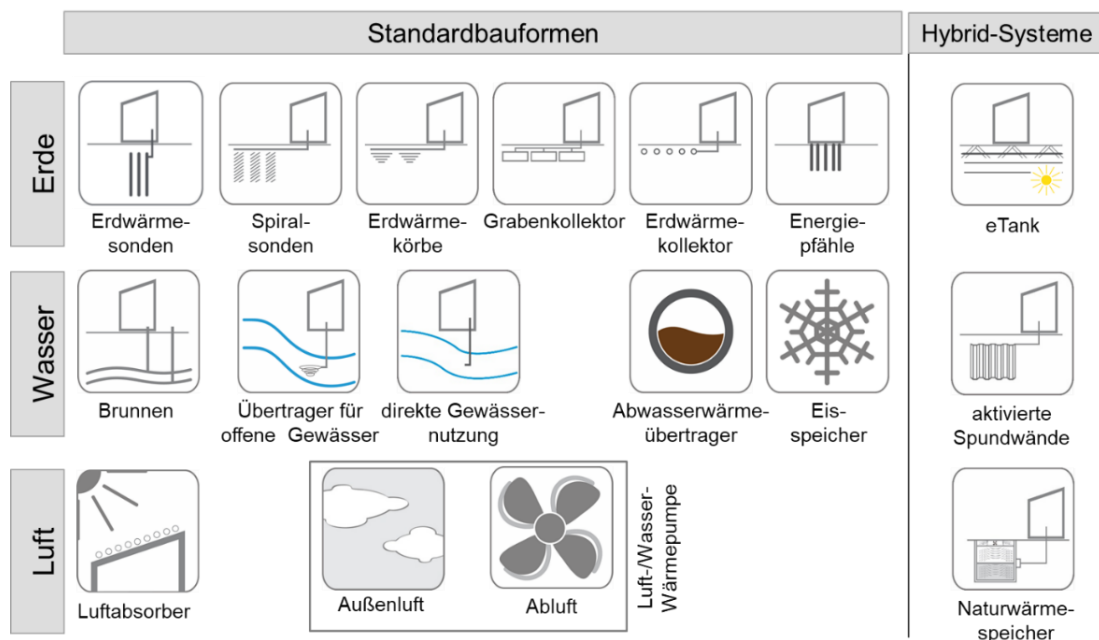 Standardbauformen
Hybrid-Systeme
Erde
Erdwärme-
sonden
Spiral-
sonden
Erdwärme-
körbe
Grabenkollektor
Erdwärme-
kollektor
Energie-
pfähle
eTank
Wasser
Brunnen
Übertrager für
offene Gewässer
direkte Gewässer-
nutzung
Abwasserwärme-
übertrager
Eis-
speicher
aktivierte
Spundwände
Luft
Luftabsorber
Außenluft
Abluft
Luft-/Wasser-
Wärmepumpe
Naturwärme-
speicher